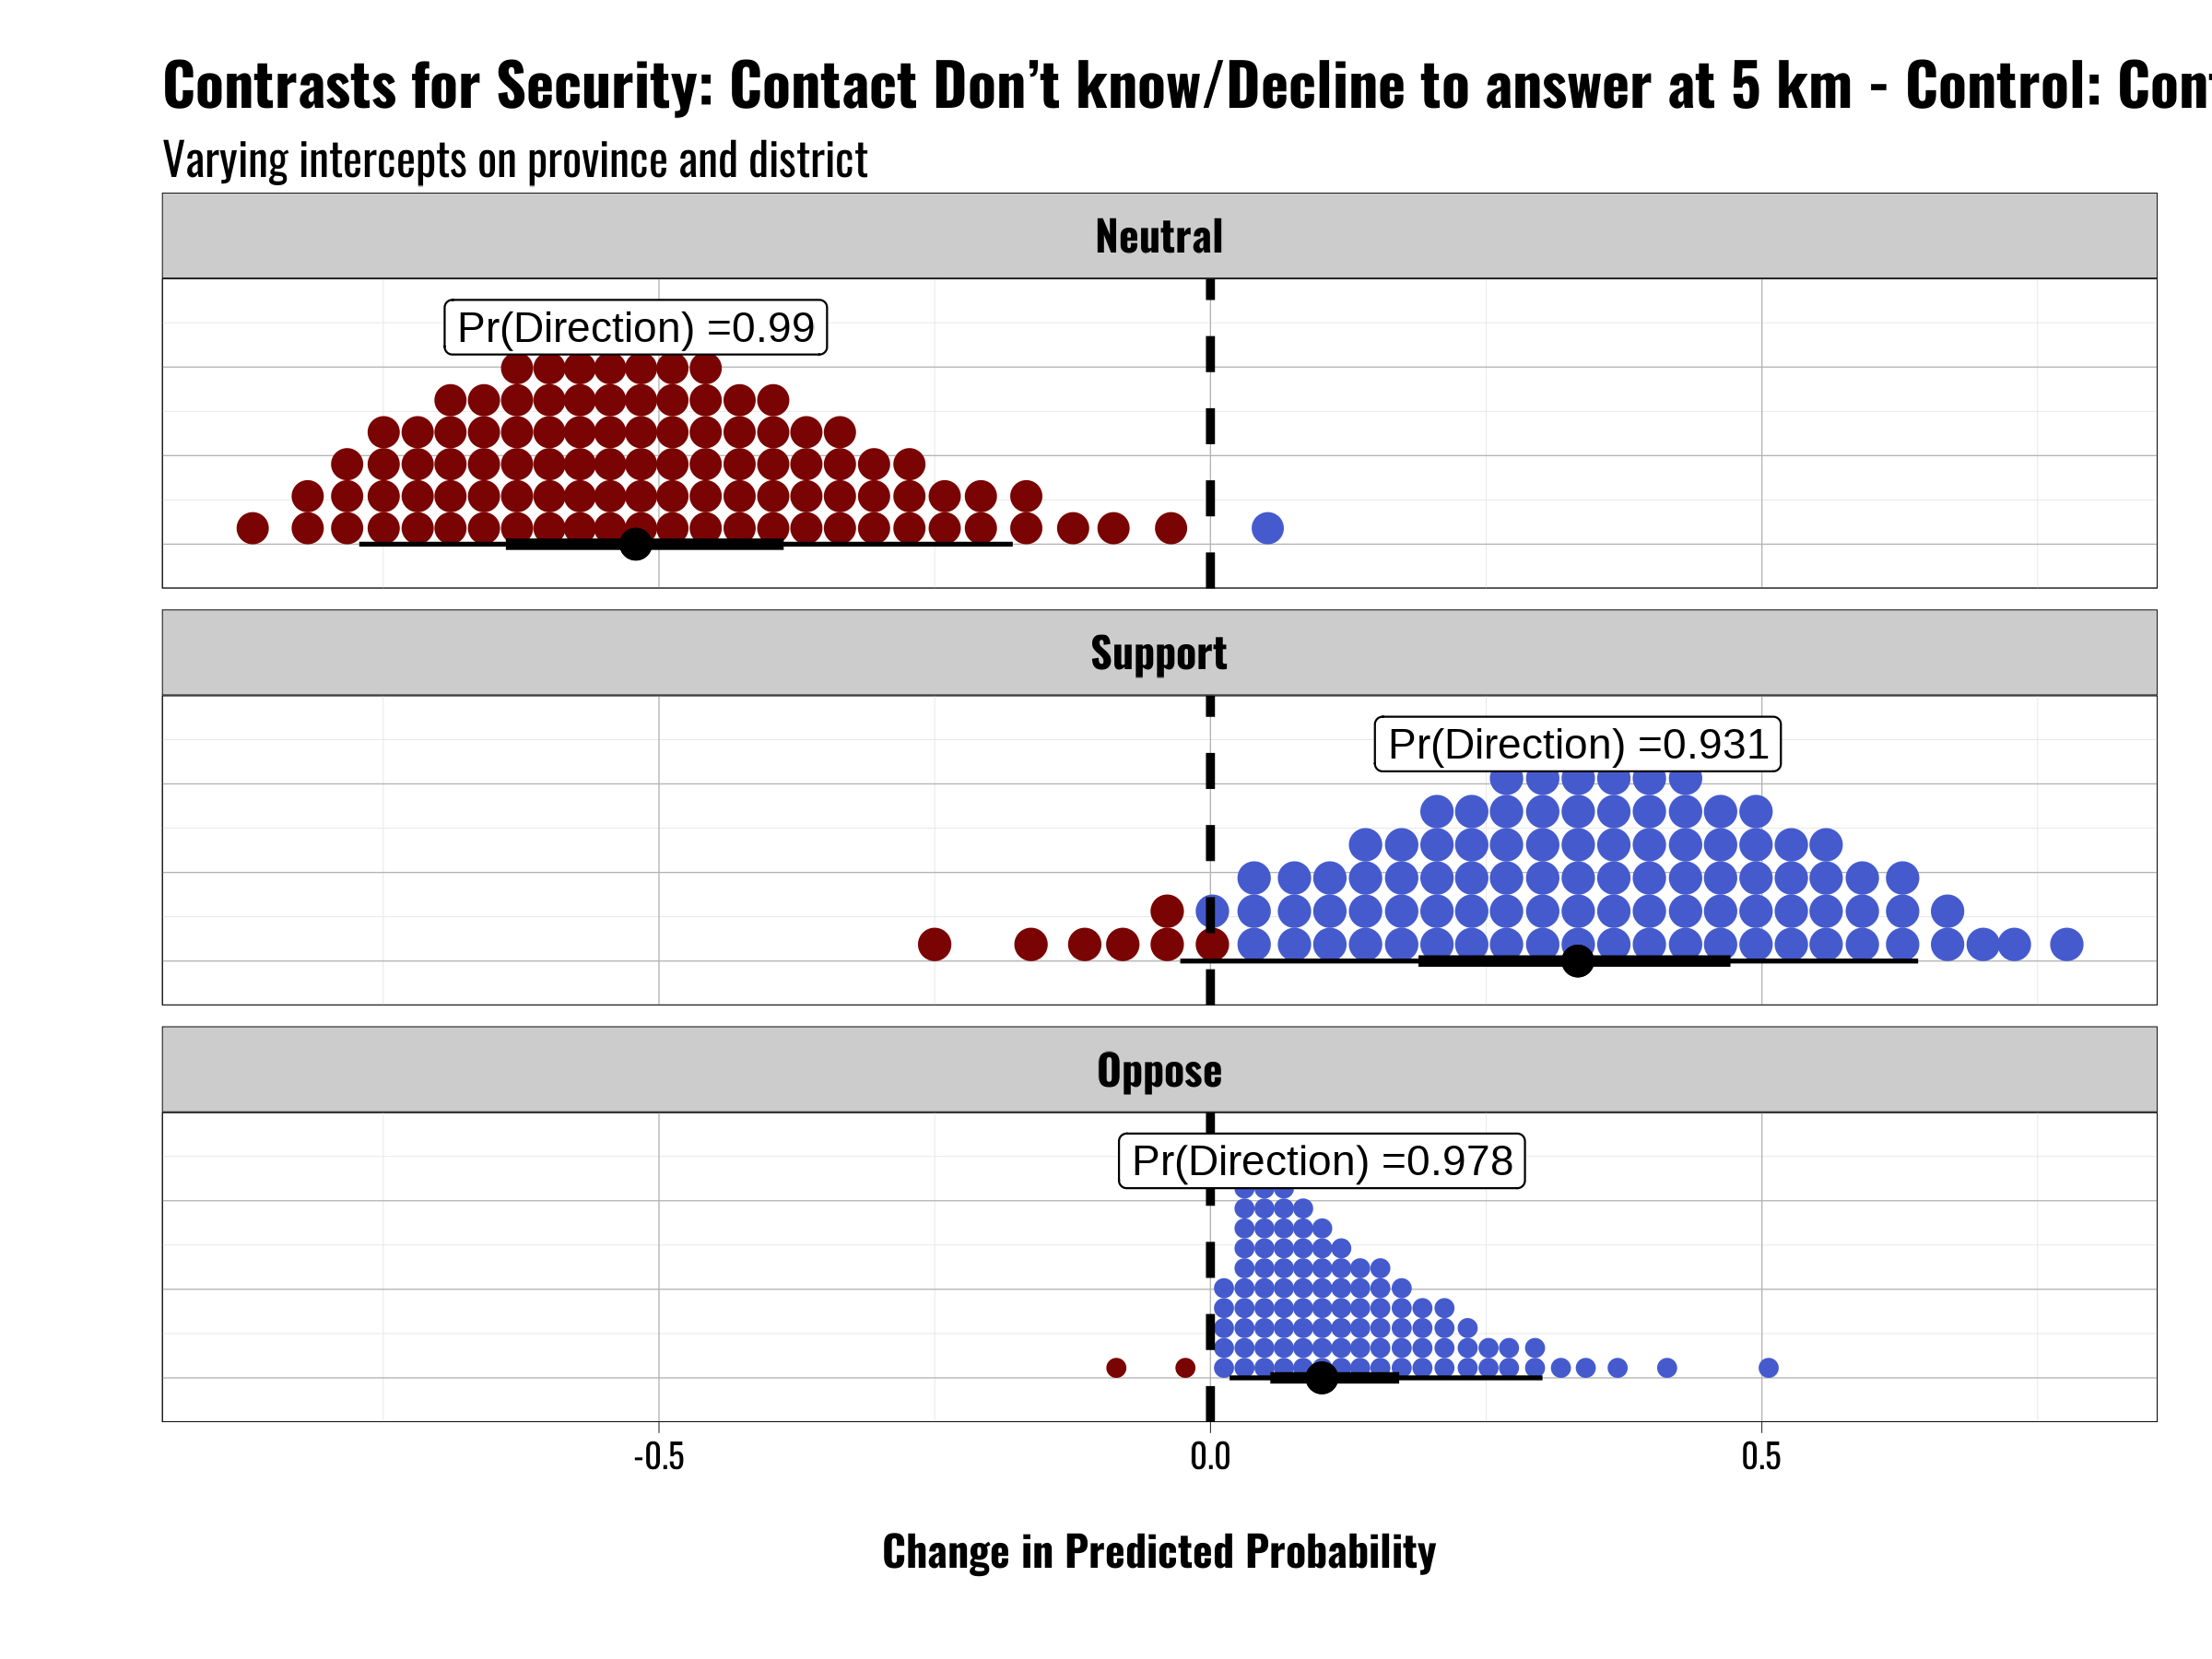 Contrasts for Security: Contact Don’t know/Decline to answer at 5 km - Control:
Varying intercepts on province and district
Neutral
Pr(Direction) =0.99
Support
Pr(Direction) =0.931
Oppose
Pr(Direction) =0.978
-0.5 0.0 0.5
Change in Predicted Probability